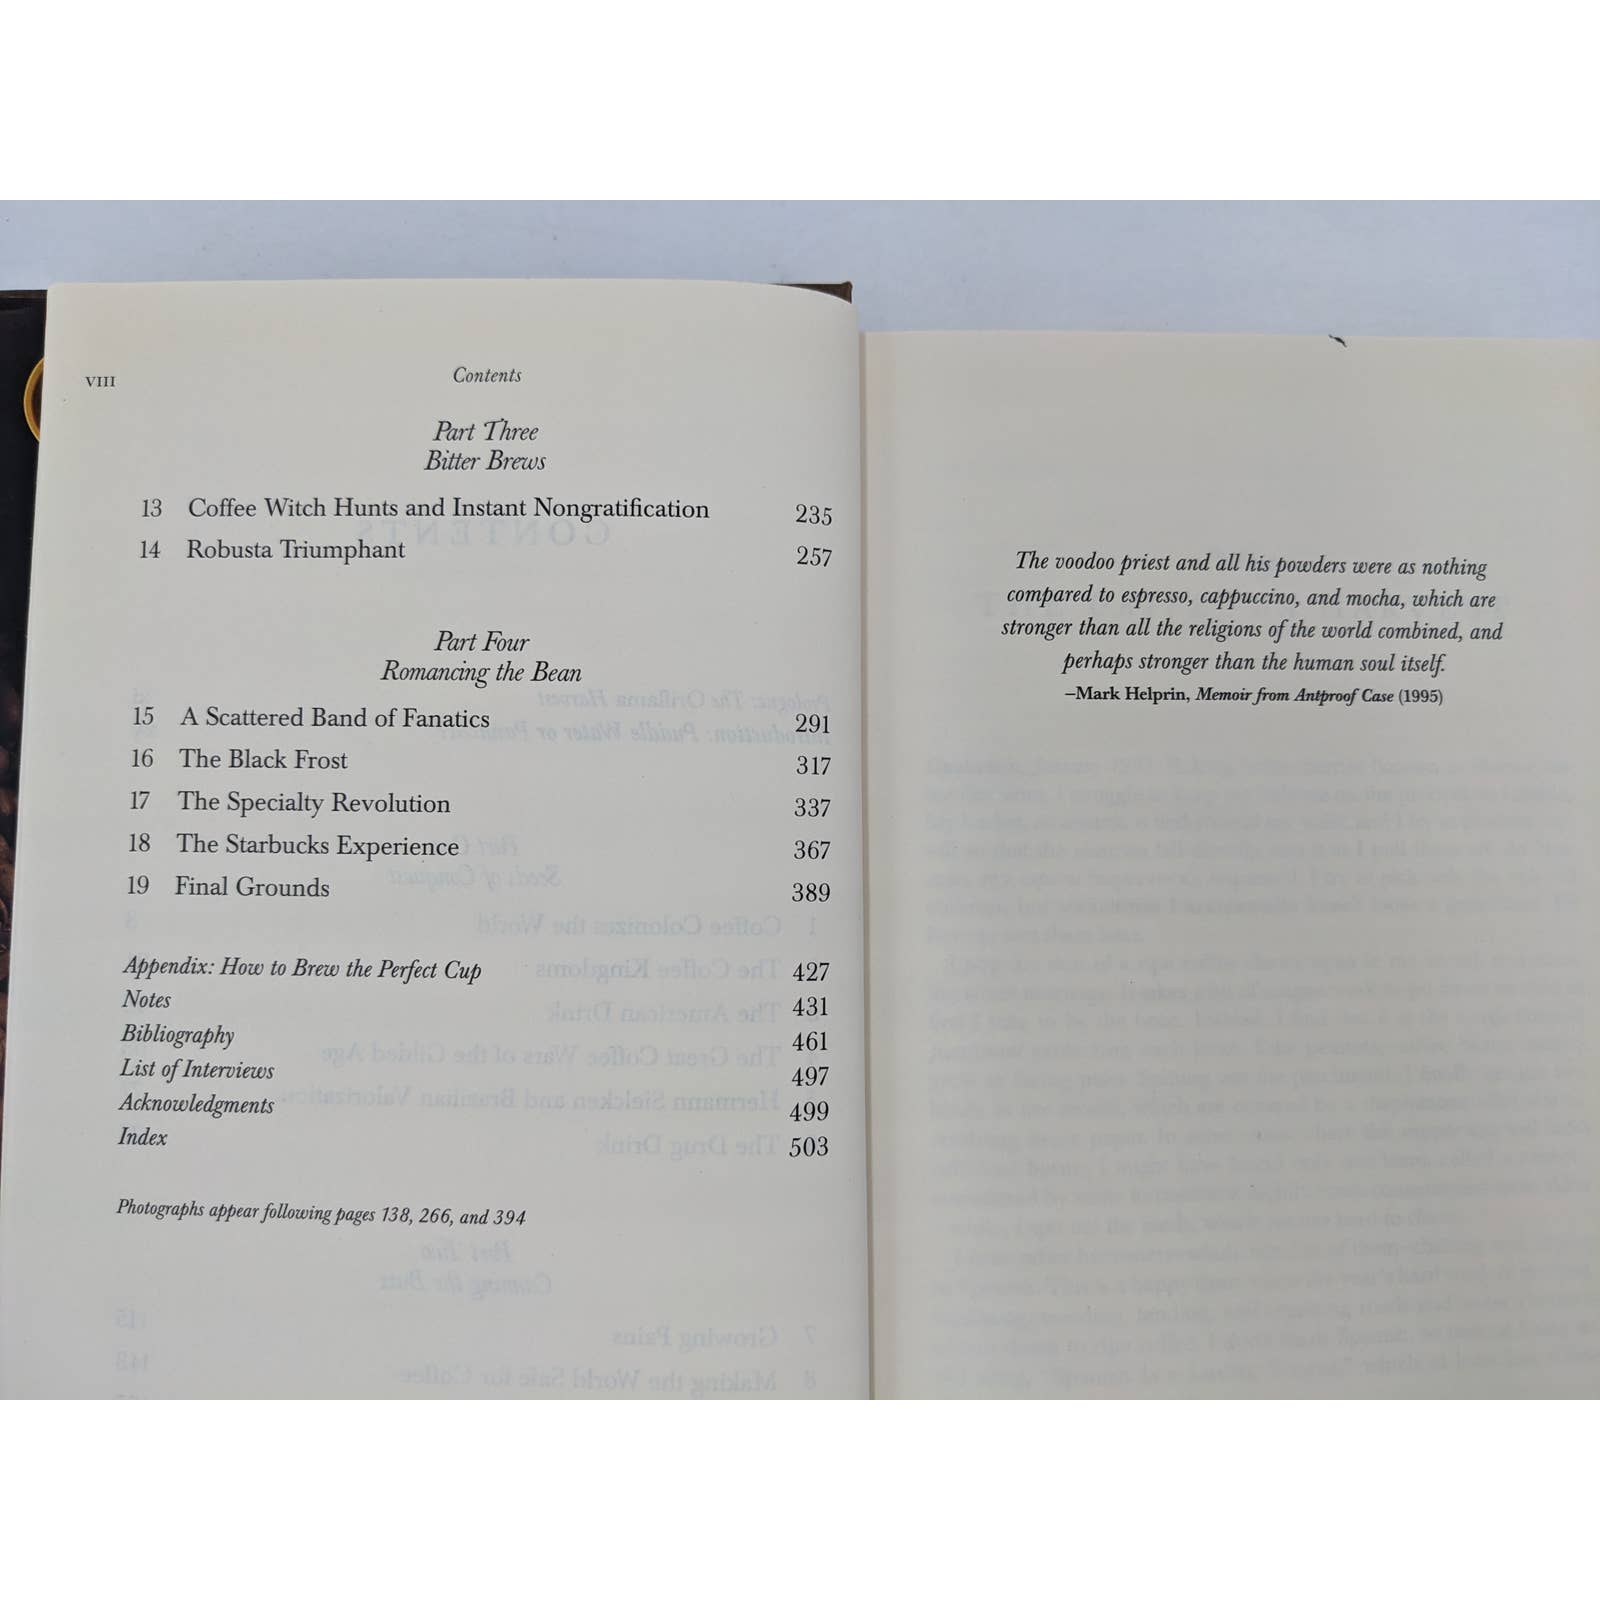 VIII Contents
Part Three
Bitter Brews
13 Coffee Witch Hunts and Instant Nongratification 235
14 Robusta Triumphant 257
Part Four
Romancing the Bean
15 A Scattered Band of Fanatics 291
16 The Black Frost 317
17 The Specialty Revolution 337
18 The Starbucks Experience 367
19 Final Grounds 389
Appendix: How to Brew the Perfect Cup 427
Notes 431
Bibliography 461
List of Interviews 497
Acknowledgments 499
Index 503
Photographs appear following pages 138, 266, and 394
The voodoo priest and all his powders were as nothing
compared to espresso, cappuccino, and mocha, which are
stronger than all the religions of the world combined, and
perhaps stronger than the human soul itself.
–Mark Helprin, Memoir from Antproof Case (1995)